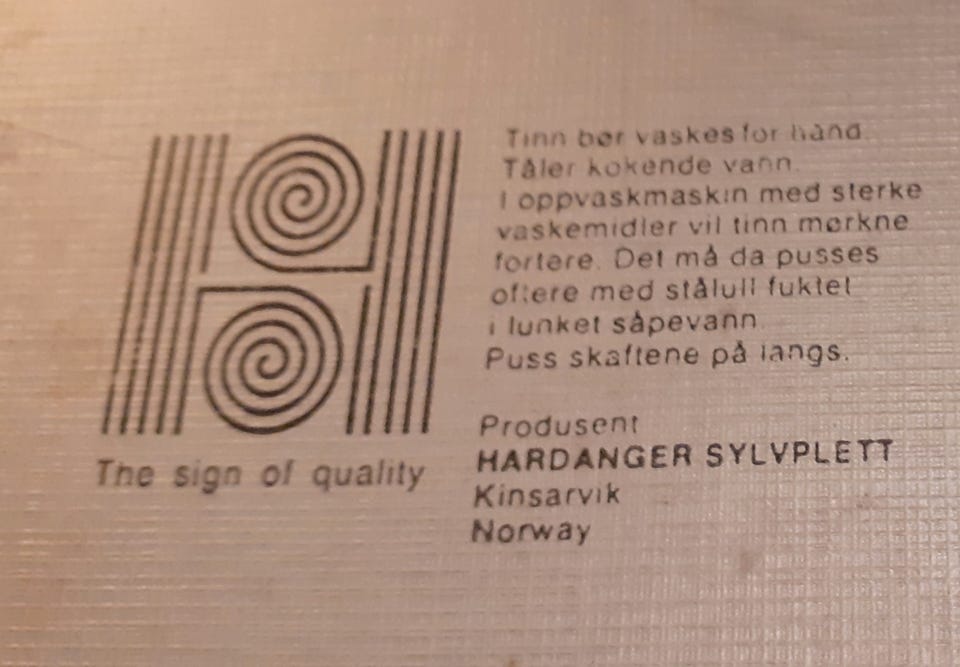 Tinn bør vaskes for hånd.
Tåler kokende vann.
I oppvaskmaskin med sterke
vaskemidler vil tinn mørkne
fortere. Det må da pusses
oftere med stålull fuktet
i lunket såpevann.
Puss skaftene på langs.
Produsent
HARDANGER SYLVPLETT
Kinsarvik
Norway
The sign of quality